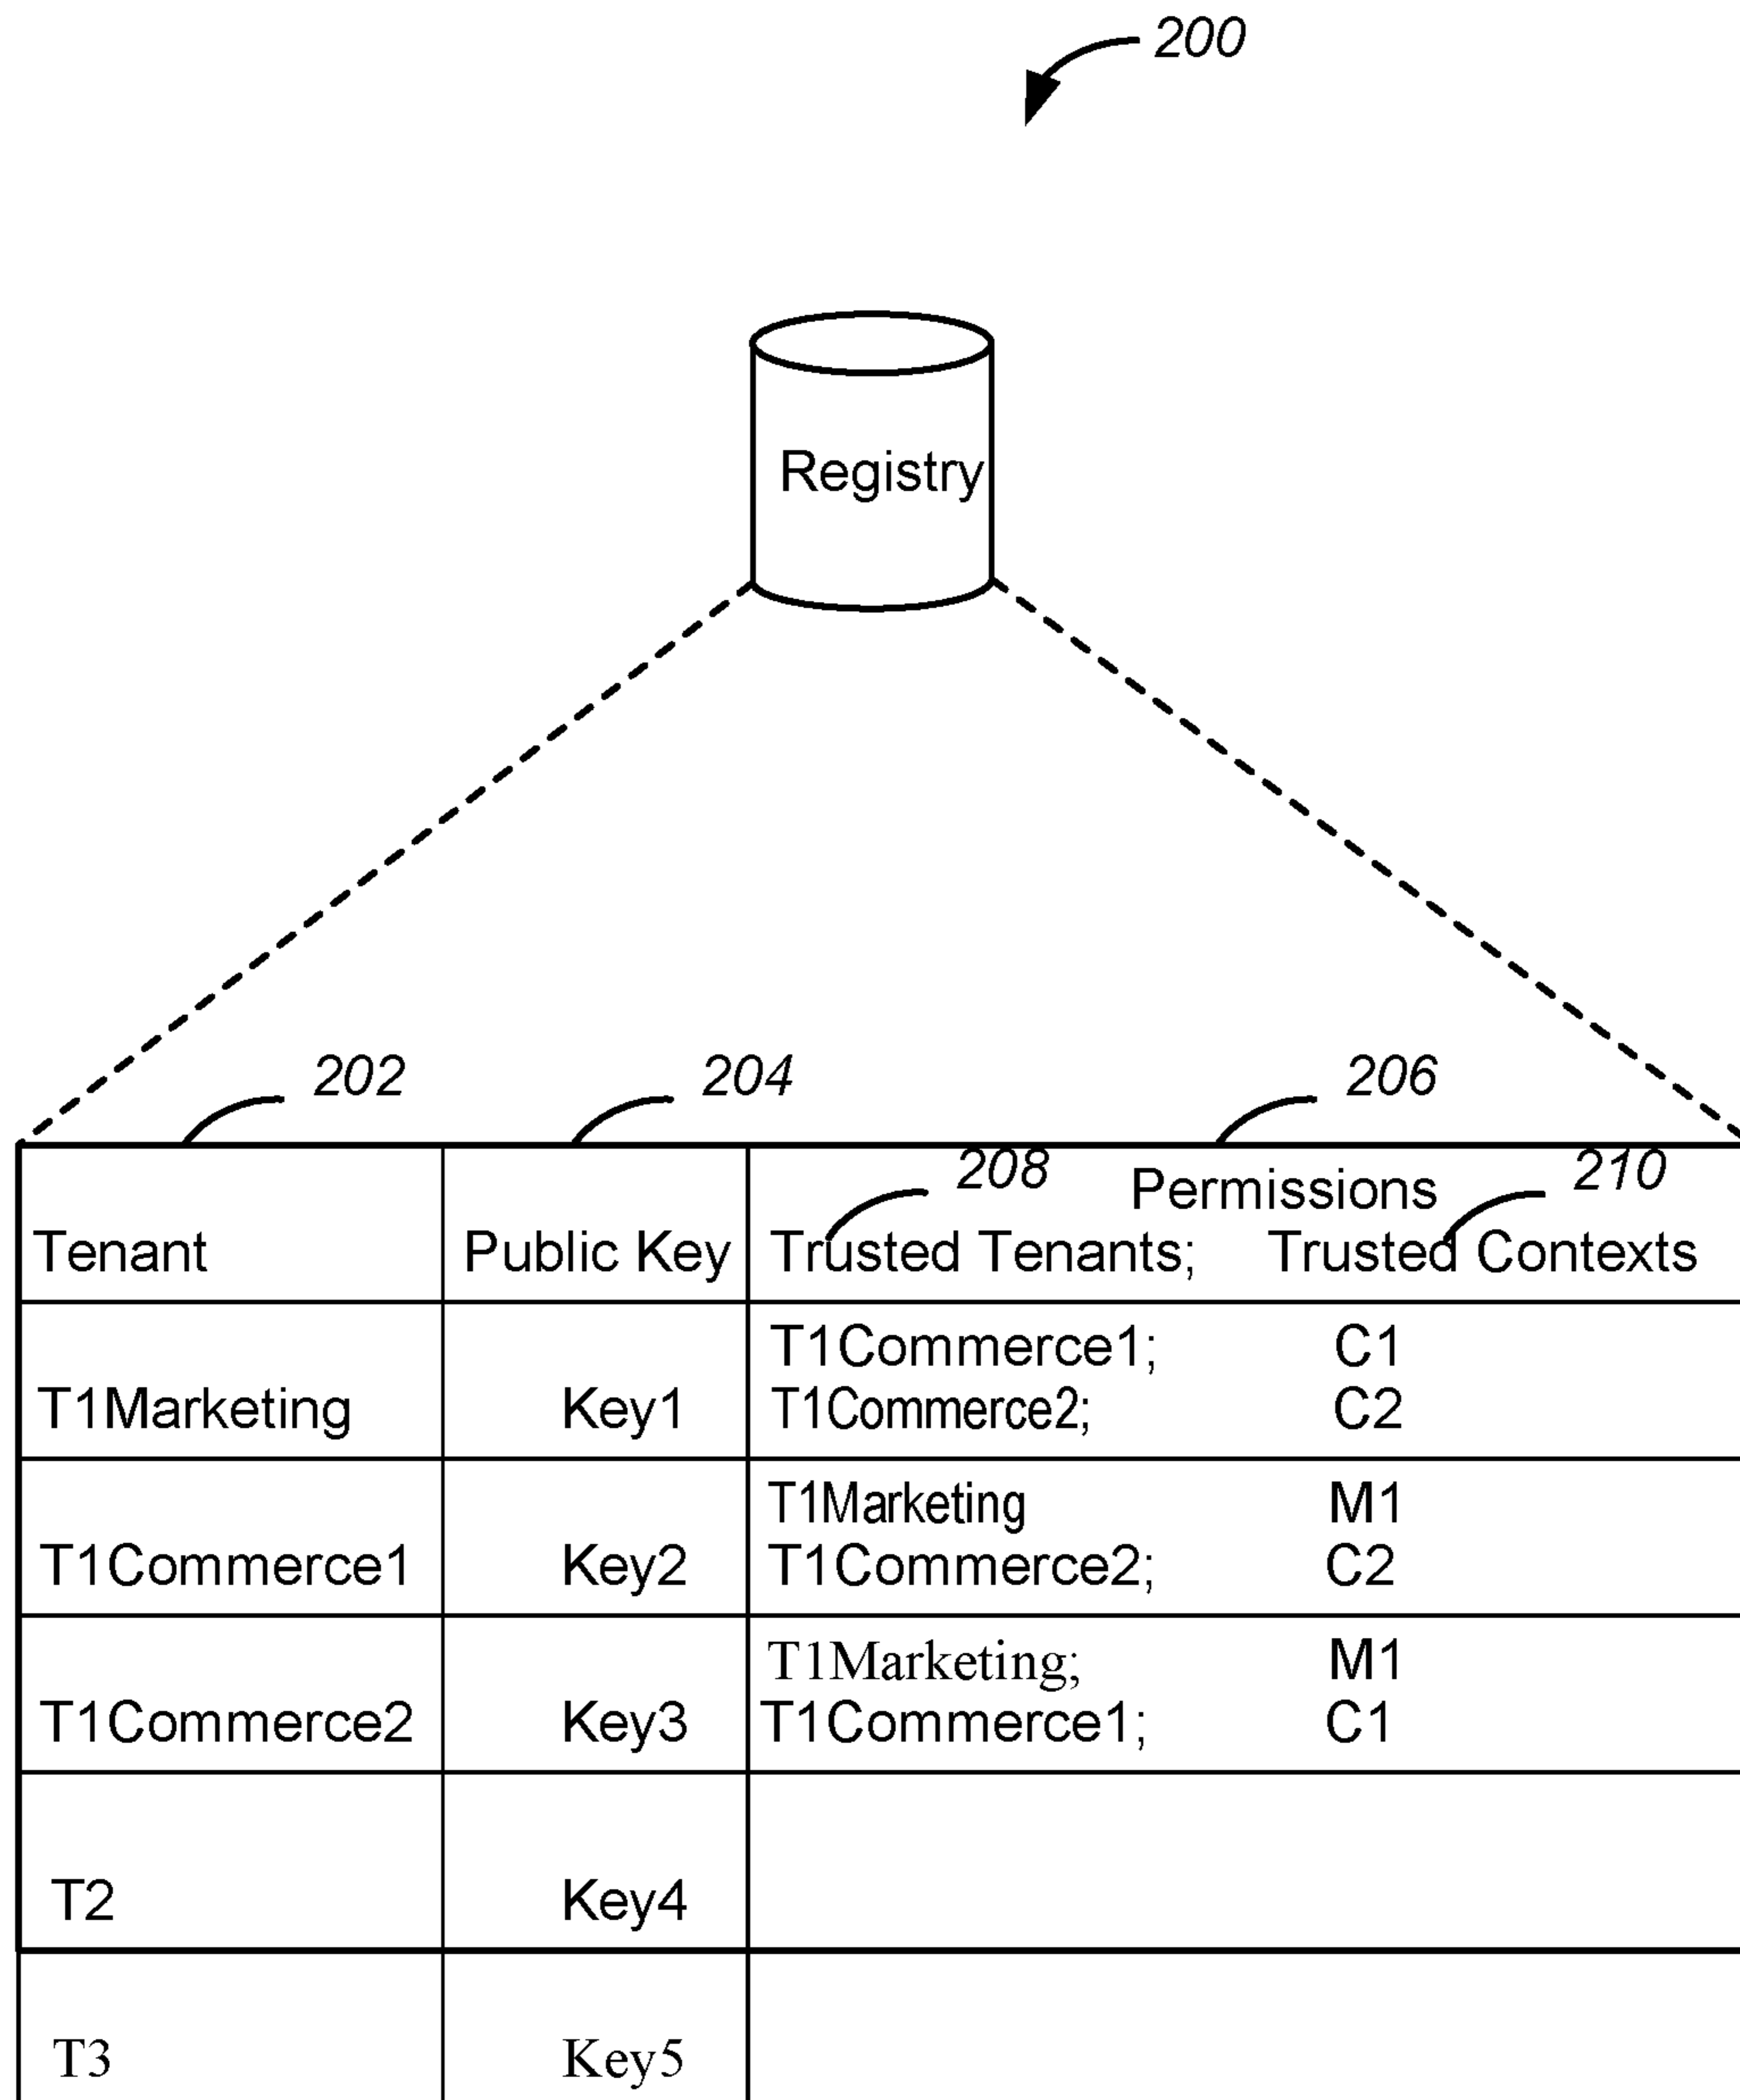 200
Registry
202 204 206
208 Permissions 210
Tenant Public Key Trusted Tenants; Trusted Contexts
T1Commerce1; C1
T1Marketing Key1 T1Commerce2; C2
T1Marketing M1
T1Commerce1 Key2 T1Commerce2; C2
T1Marketing; M1
T1Commerce2 Key3 T1Commerce1; C1
T2 Key4
T3 Key5